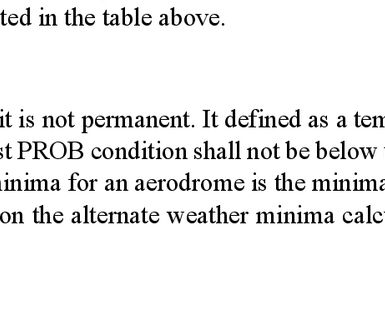 ted in the table above.
it is not permanent. It defined as a tem
st PROB condition shall not be below
inima for an aerodrome is the minima
on the alternate weather minima calc